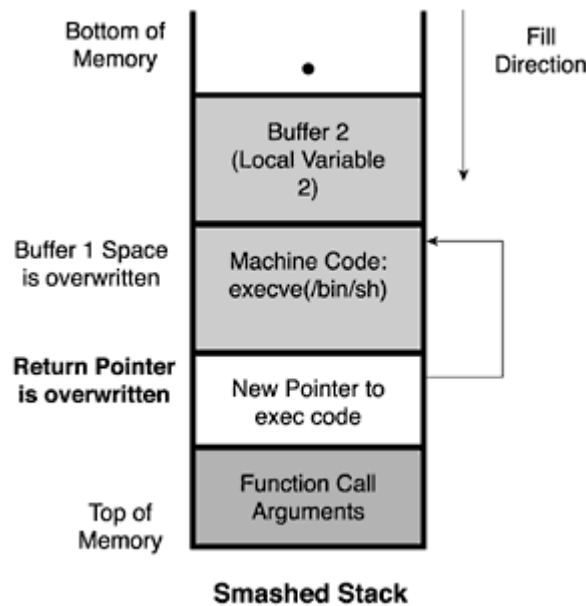 Bottom of
Memory
Fill
Direction
Buffer 2
(Local Variable
2)
Buffer 1 Space
is overwritten
Machine Code:
execve(/bin/sh)
Return Pointer
is overwritten
New Pointer to
exec code
Function Call
Arguments
Top of
Memory
Smashed Stack